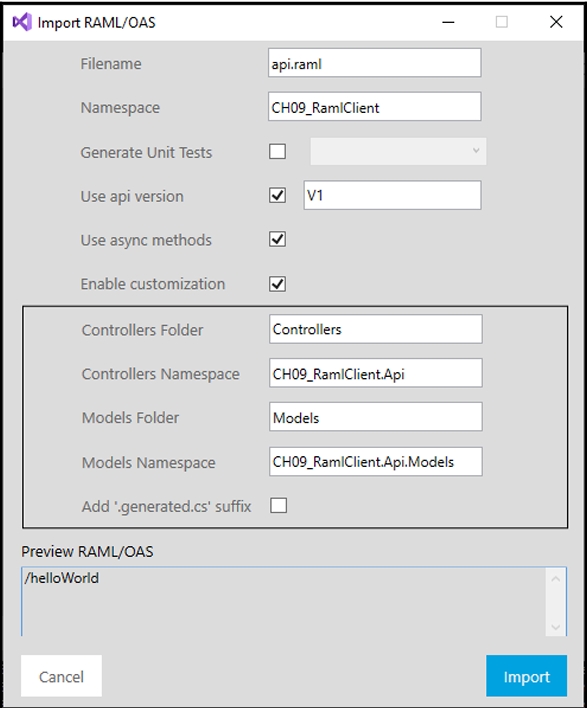 Import RAML/OAS
Filename api.raml
Namespace CH09_RamlClient
Generate Unit Tests
Use api version V1
Use async methods
Enable customization
Controllers Folder Controllers
Controllers Namespace CH09_RamlClient.Api
Models Folder Models
Models Namespace CH09_RamlClient.Api.Models
Add '.generated.cs' suffix
Preview RAML/OAS
/helloWorld
Cancel Import